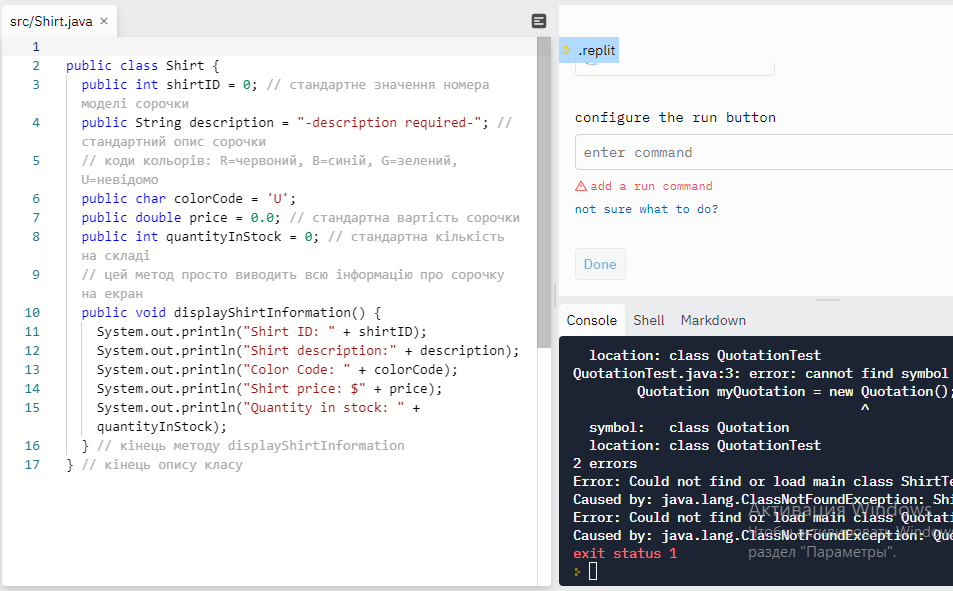 src/Shirt.java ×
1
2 public class Shirt {
3 public int shirtID = 0; // стандартне значення номера
моделі сорочки
4 public String description = "-description required-"; //
стандартний опис сорочки
5 // коди кольорів: R=червоний, B=синій, G=зелений,
U=невідомо
6 public char colorCode = 'U';
7 public double price = 0.0; // стандартна вартість сорочки
8 public int quantityInStock = 0; // стандартна кількість
на складі
9 // цей метод просто виводить всю інформацію про сорочку
на екран
10 public void displayShirtInformation() {
11 System.out.println("Shirt ID: " + shirtID);
12 System.out.println("Shirt description:" + description);
13 System.out.println("Color Code: " + colorCode);
14 System.out.println("Shirt price: $" + price);
15 System.out.println("Quantity in stock: " +
quantityInStock);
16 } // кінець методу displayShirtInformation
17 } // кінець опису класу
.replit
configure the run button
enter command
add a run command
not sure what to do?
Done
Console Shell Markdown
location: class QuotationTest
QuotationTest.java:3: error: cannot find symbol
Quotation myQuotation = new Quotation();
^
symbol: class Quotation
location: class QuotationTest
2 errors
Error: Could not find or load main class ShirtTe
Caused by: java.lang.ClassNotFoundException: Shi
Error: Could not find or load main class Quotati
Caused by: java.lang.ClassNotFoundException: Quo
exit status 1
Активация Windows
Чтобы активировать Windows
раздел "Параметры".